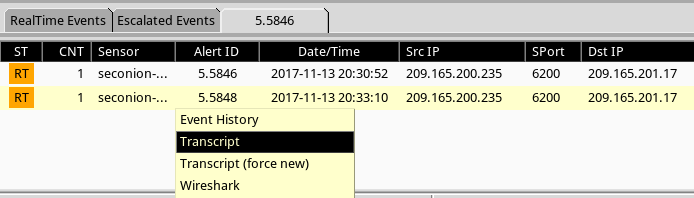 RealTime Events Escalated Events 5.5846
ST CNT Sensor Alert ID Date/Time Src IP SPort Dst IP
RT 1 seconion-... 5.5846 2017-11-13 20:30:52 209.165.200.235 6200 209.165.201.17
RT 1 seconion-... 5.5848 2017-11-13 20:33:10 209.165.200.235 6200 209.165.201.17
Event History
Transcript
Transcript (force new)
Wireshark